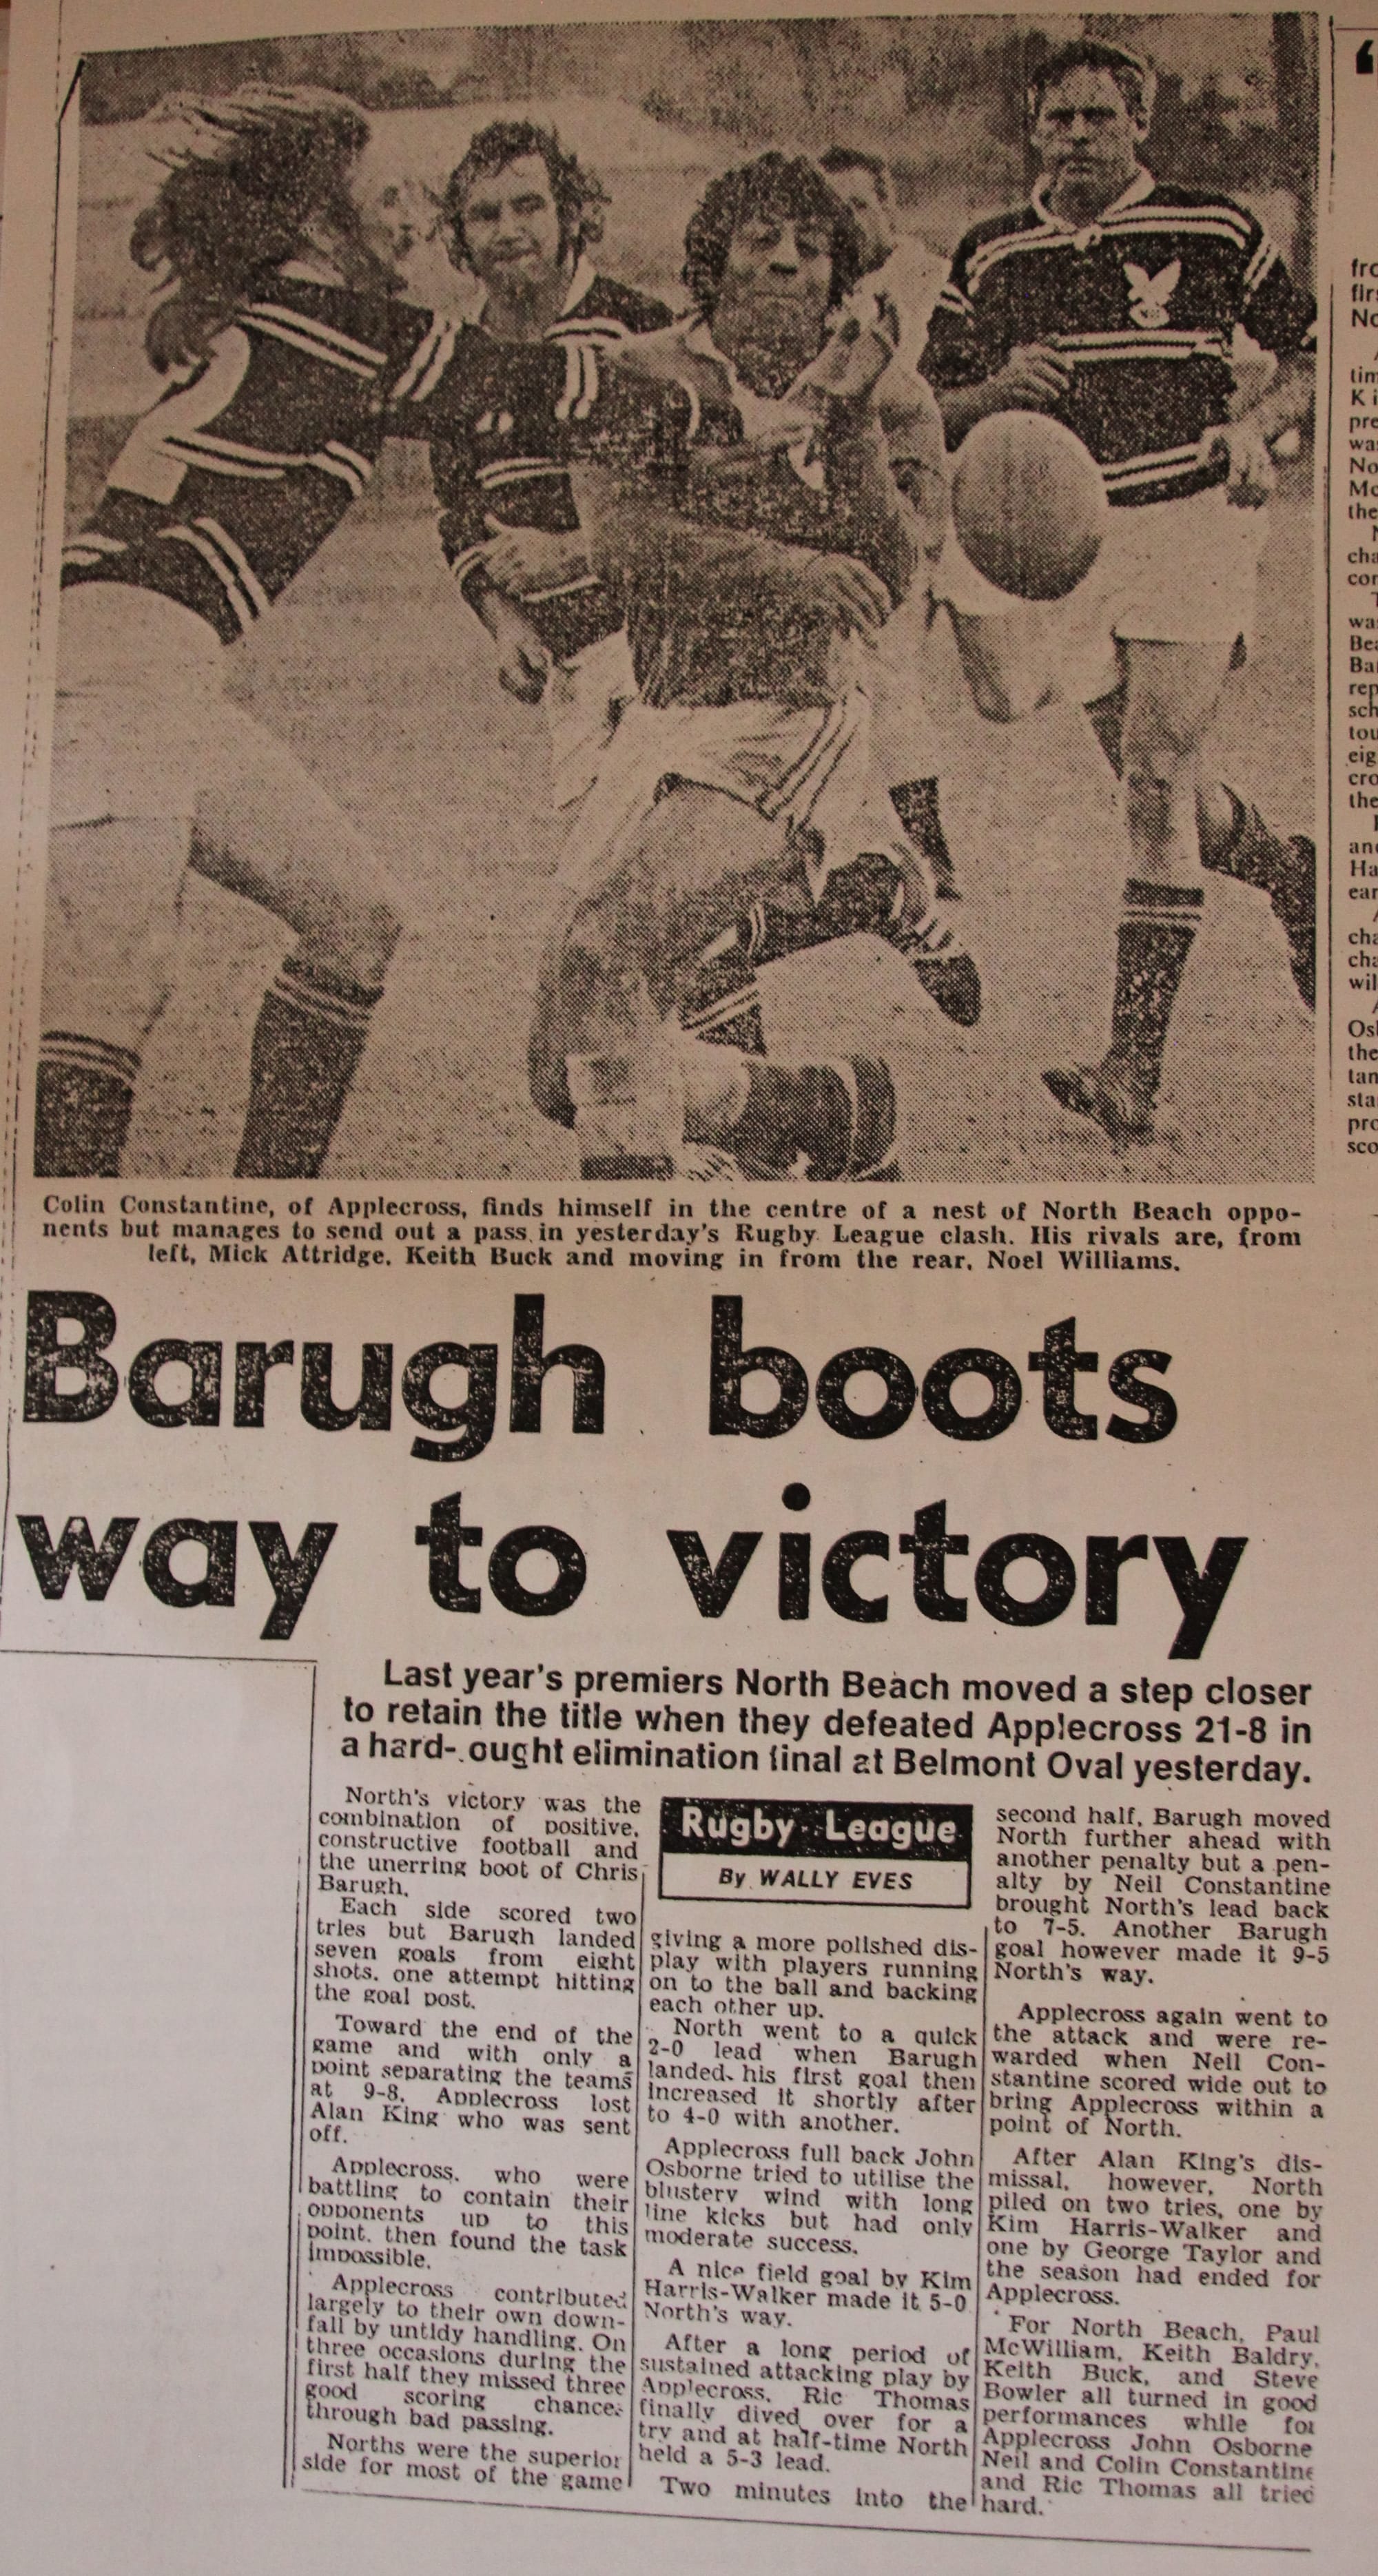 Colin Constantine, of Applecross, finds himself in the centre of a nest of North Beach oppo-
nents but manages to send out a pass in yesterday's Rugby League clash. His rivals are, from
left, Mick Attridge, Keith Buck and moving in from the rear, Noel Williams.
Barugh boots
way to victory
Last year's premiers North Beach moved a step closer
to retain the title when they defeated Applecross 21-8 in
a hard-.ought elimination final at Belmont Oval yesterday.
North's victory was the
combination of positive,
constructive football and
the unerring boot of Chris
Barugh.
Each side scored two
tries but Barugh landed
seven goals from eight
shots, one attempt hitting
the goal post.
Toward the end of the
game and with only a
point separating the teams
at 9-8, Applecross lost
Alan King who was sent
off.
Applecross, who were
battling to contain their
opponents up to this
point, then found the task
impossible.
Applecross contributed
largely to their own down-
fall by untidy handling. On
three occasions during the
first half they missed three
good scoring chances
through bad passing.
Norths were the superior
side for most of the game
Rugby League
By WALLY EVES
giving a more polished dis-
play with players running
on to the ball and backing
each other up.
North went to a quick
2-0 lead when Barugh
landed his first goal then
increased it shortly after
to 4-0 with another.
Applecross full back John
Osborne tried to utilise the
blustery wind with long
line kicks but had only
moderate success.
A nice field goal by Kim
Harris-Walker made it 5-0
North's way.
After a long period of
sustained attacking play by
Applecross, Ric Thomas
finally dived over for a
try and at half-time North
held a 5-3 lead.
Two minutes into the
second half, Barugh moved
North further ahead with
another penalty but a pen-
alty by Neil Constantine
brought North's lead back
to 7-5. Another Barugh
goal however made it 9-5
North's way.
Applecross again went to
the attack and were re-
warded when Neil Con-
stantine scored wide out to
bring Applecross within a
point of North.
After Alan King's dis-
missal, however, North
piled on two tries, one by
Kim Harris-Walker and
one by George Taylor and
the season had ended for
Applecross.
For North Beach, Paul
McWilliam, Keith Baldry,
Keith Buck, and Steve
Bowler all turned in good
performances while for
Applecross John Osborne
Neil and Colin Constantine
and Ric Thomas all tried
hard.